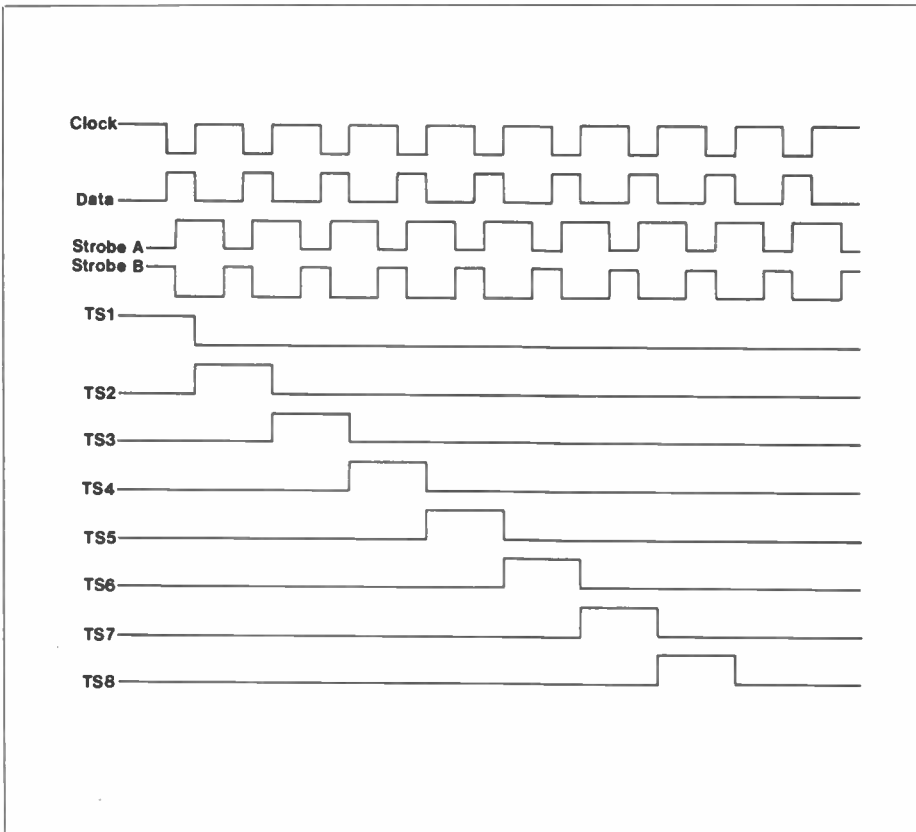 Clock
Data
Strobe A
Strobe B
TS1
TS2
TS3
TS4
TS5
TS6
TS7
TS8